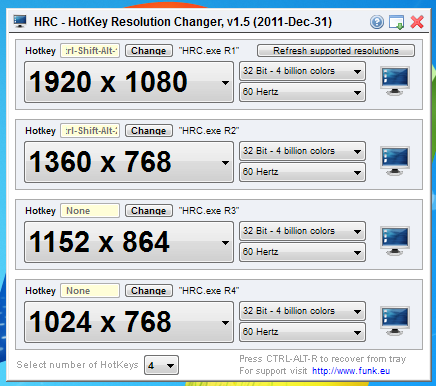 HRC - HotKey Resolution Changer, v1.5 (2011-Dec-31)
Hotkey :rl-Shift-Alt- Change "HRC.exe R1" Refresh supported resolutions
1920 x 1080
32 Bit - 4 billion colors
60 Hertz
Hotkey :rl-Shift-Alt-2 Change "HRC.exe R2"
1360 x 768
32 Bit - 4 billion colors
60 Hertz
Hotkey None Change "HRC.exe R3"
1152 x 864
32 Bit - 4 billion colors
60 Hertz
Hotkey None Change "HRC.exe R4"
1024 x 768
32 Bit - 4 billion colors
60 Hertz
Select number of HotKeys 4
Press CTRL-ALT-R to recover from tray
For support visit http://www.funk.eu